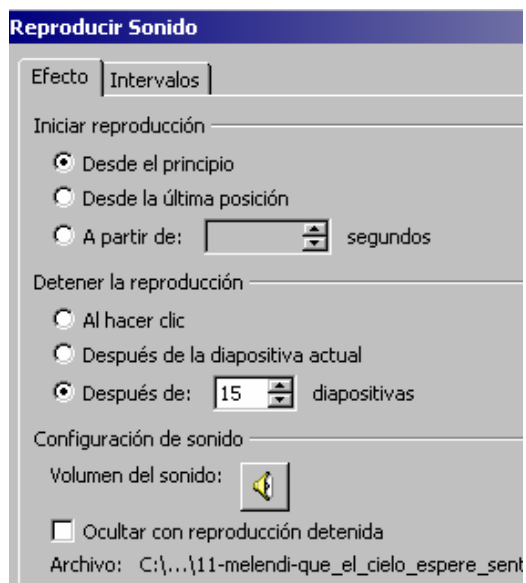 Reproducir Sonido
Efecto Intervalos
Iniciar reproducción
Desde el principio
Desde la última posición
A partir de: segundos
Detener la reproducción
Al hacer clic
Después de la diapositiva actual
Después de: 15 diapositivas
Configuración de sonido
Volumen del sonido:
Ocultar con reproducción detenida
Archivo: C:\...\11-melendi-que_el_cielo_espere_sent